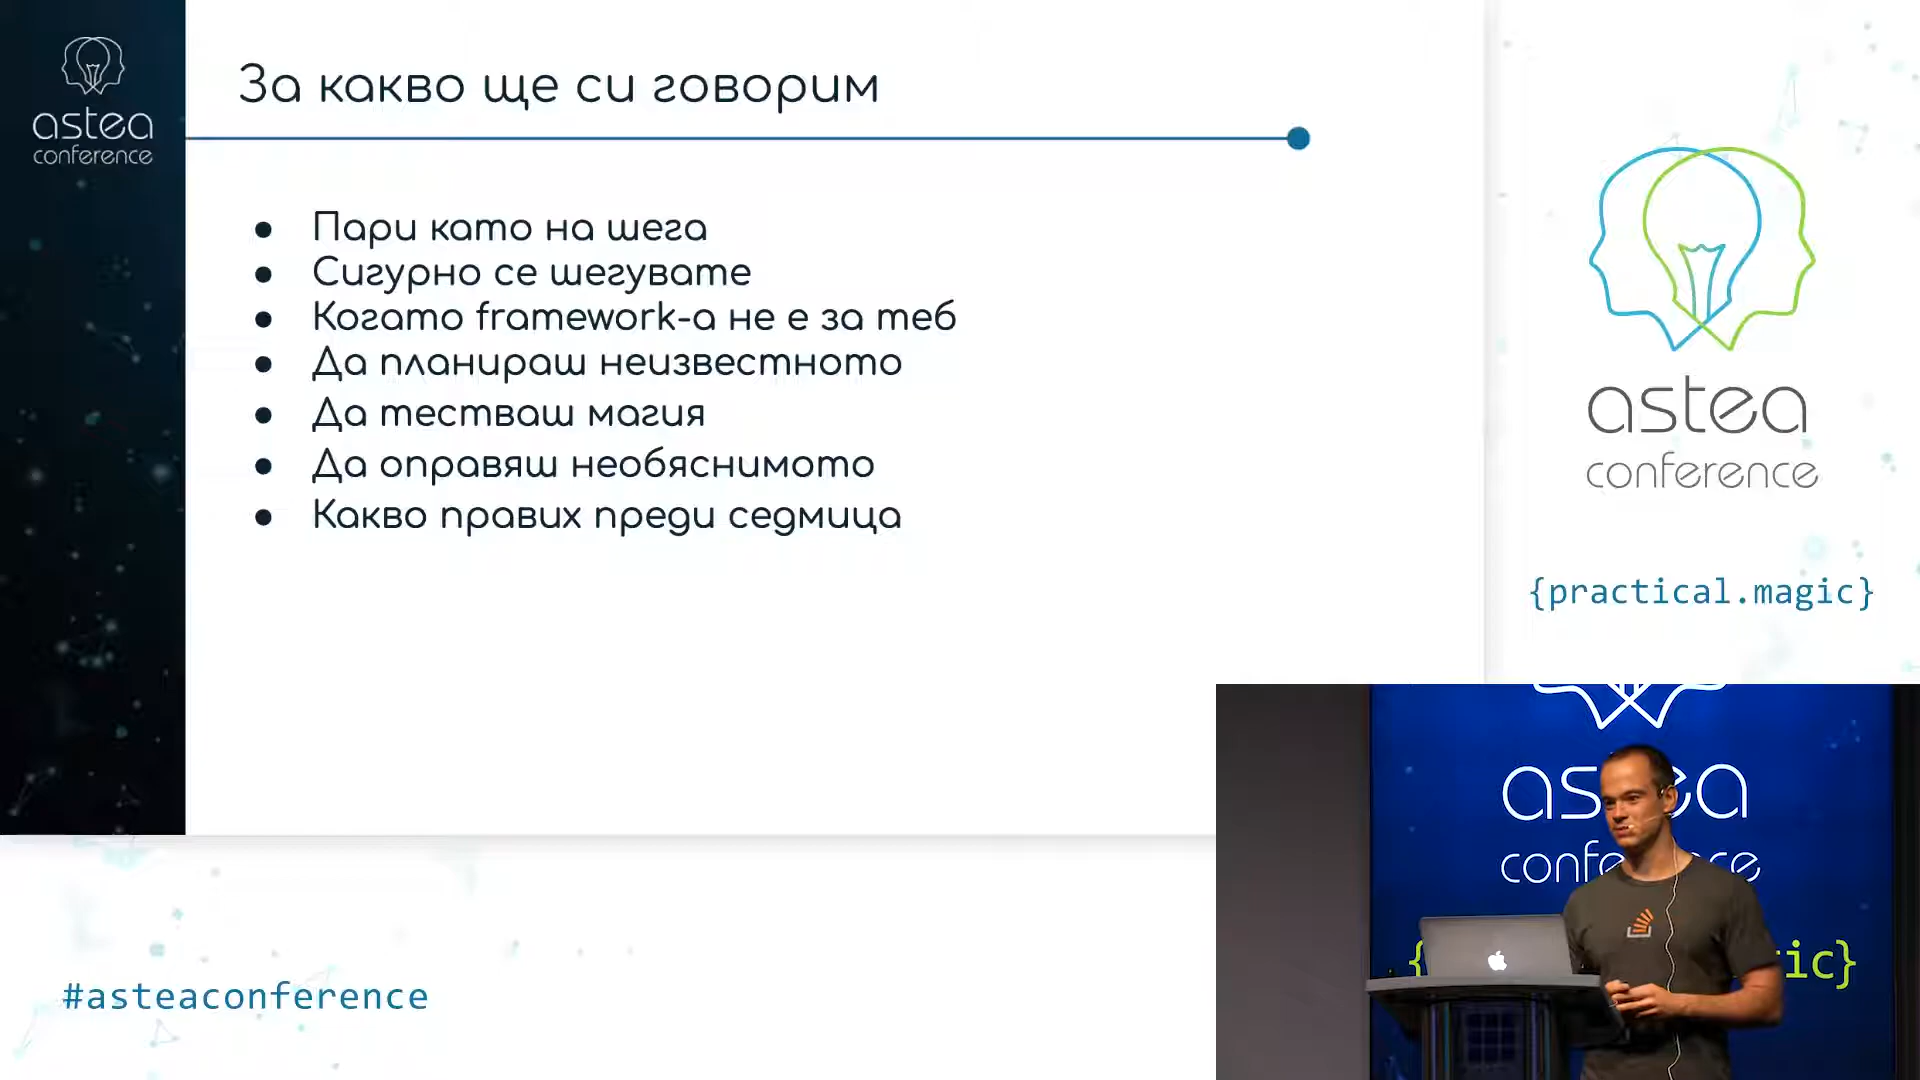 astea
conference
За какво ще си говорим
● Пари като на шега
● Сигурно се шегувате
● Когато framework-а не е за теб
● Да планираш неизвестното
● Да тестваш магия
● Да оправяш необяснимото
● Какво правих преди седмица
astea
conference
{practical.magic}
#asteaconference